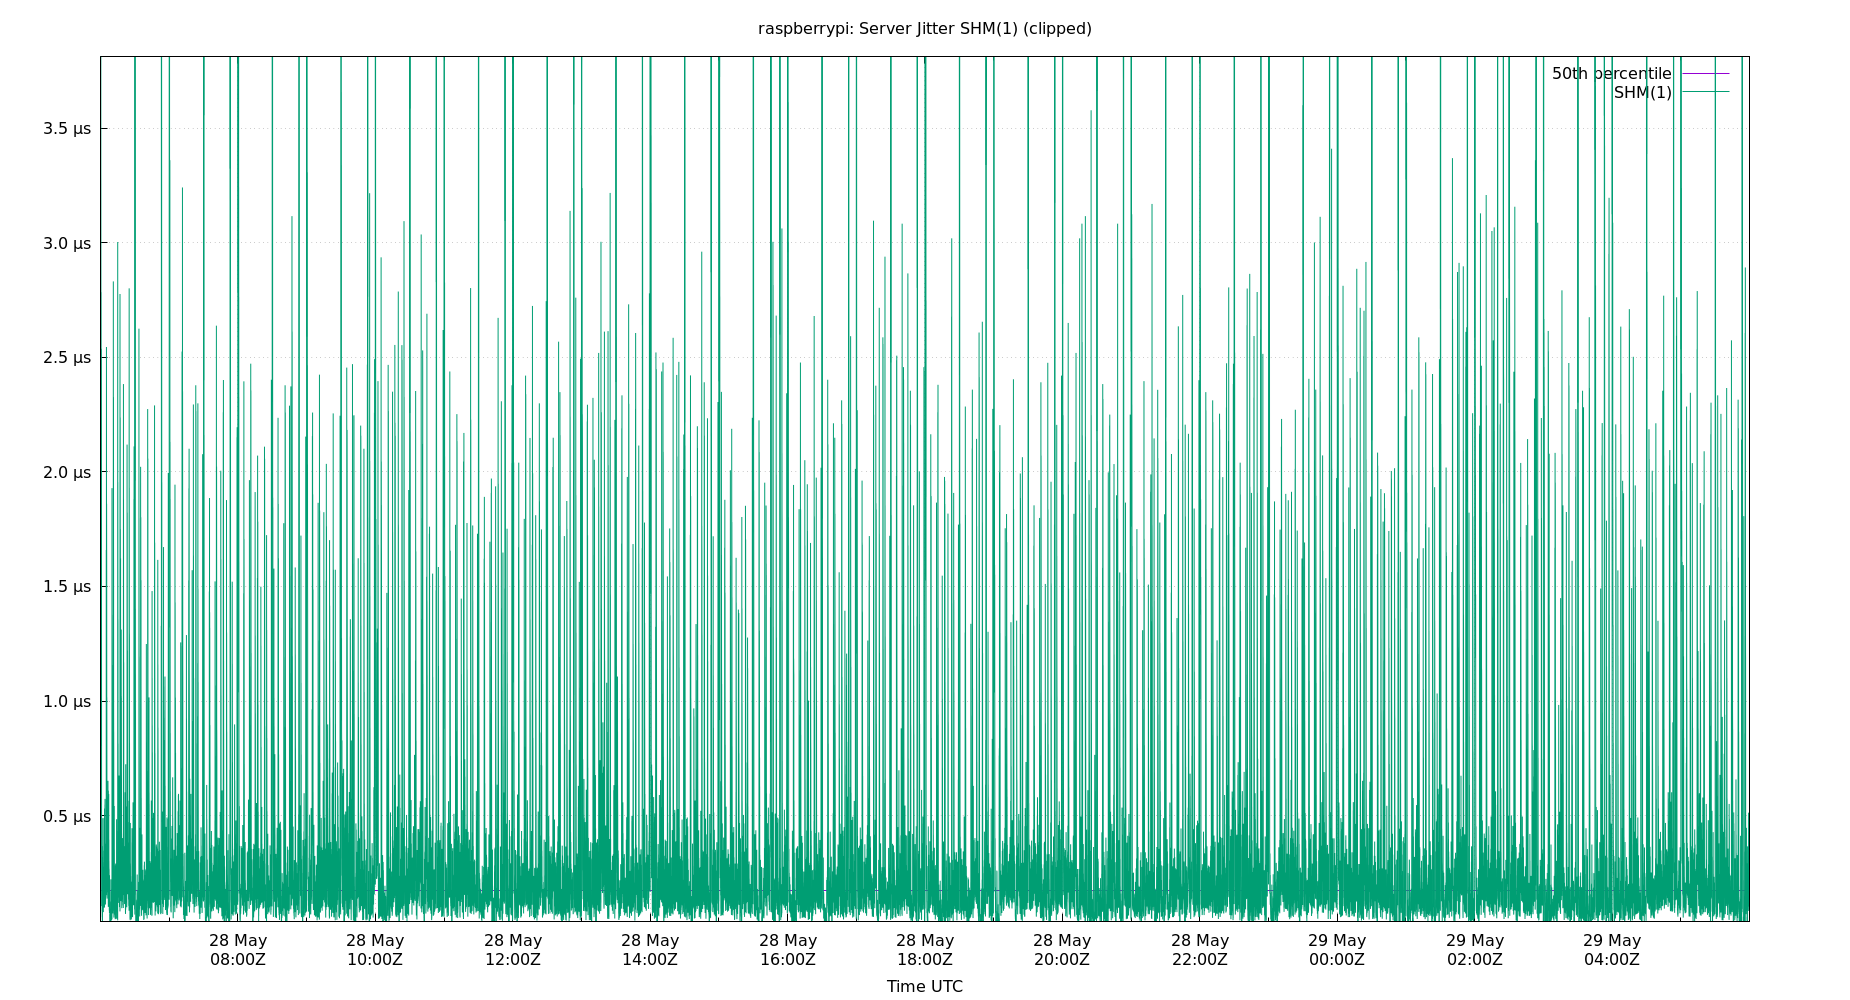 raspberrypi: Server Jitter SHM(1) (clipped)
50th percentile
SHM(1)
3.5 µs
3.0 µs
2.5 µs
2.0 µs
1.5 µs
1.0 µs
0.5 µs
28 May 28 May 28 May 28 May 28 May 28 May 28 May 28 May 29 May 29 May 29 May
08:00Z 10:00Z 12:00Z 14:00Z 16:00Z 18:00Z 20:00Z 22:00Z 00:00Z 02:00Z 04:00Z
Time UTC